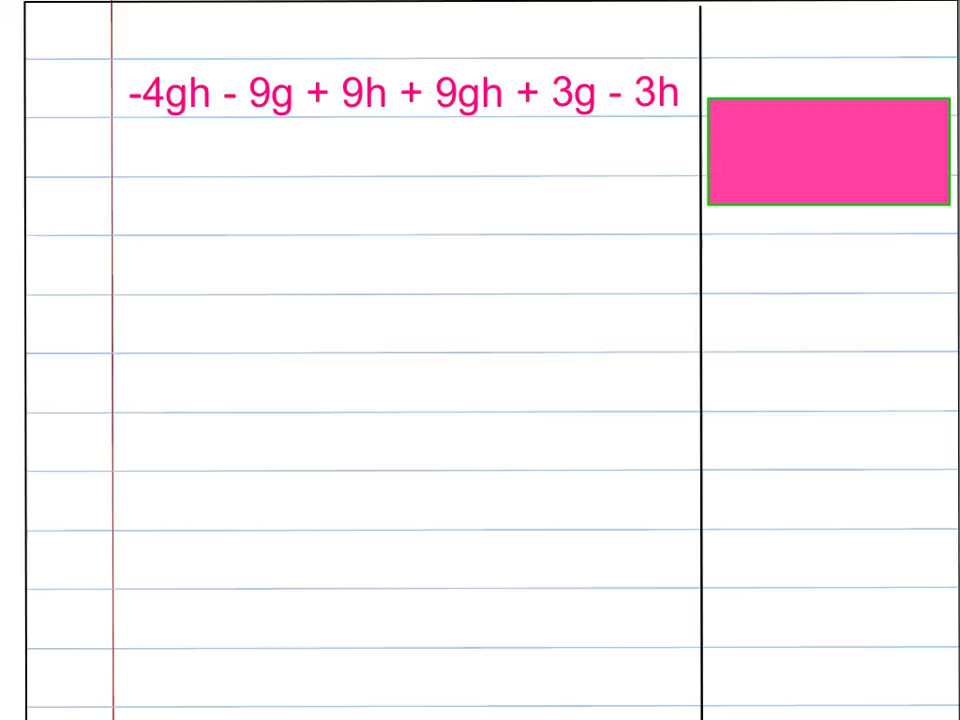 -4gh - 9g + 9h + 9gh + 3g - 3h